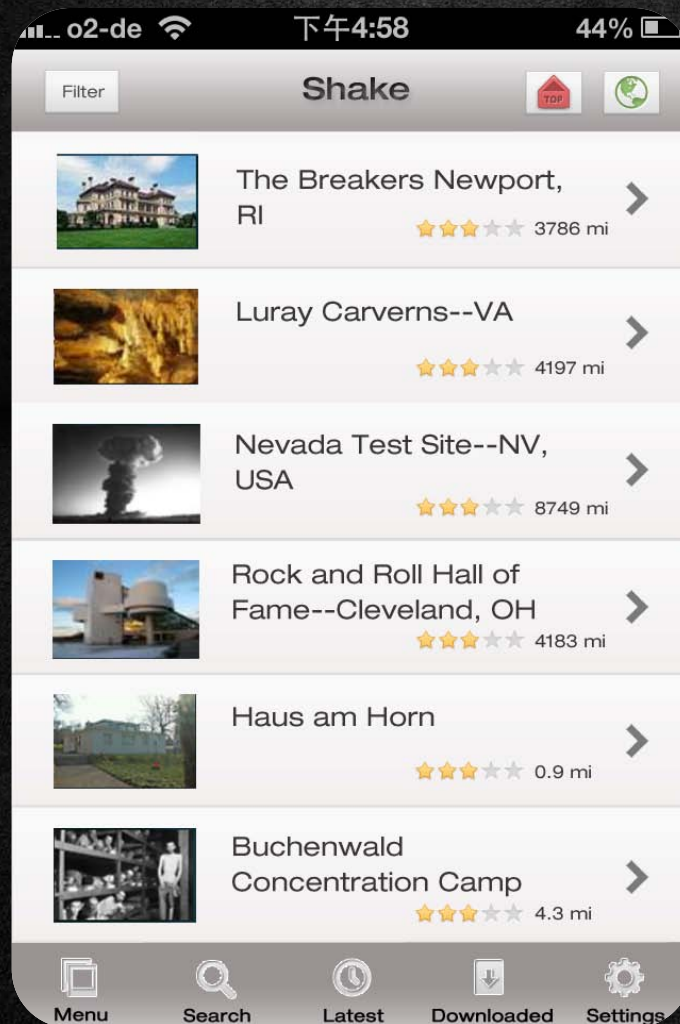 o2-de 下午4:58 44%
Filter Shake TOP
The Breakers Newport,
RI
3786 mi
Luray Carverns--VA
4197 mi
Nevada Test Site--NV,
USA
8749 mi
Rock and Roll Hall of
Fame--Cleveland, OH
4183 mi
Haus am Horn
0.9 mi
Buchenwald
Concentration Camp
4.3 mi
Menu Search Latest Downloaded Settings